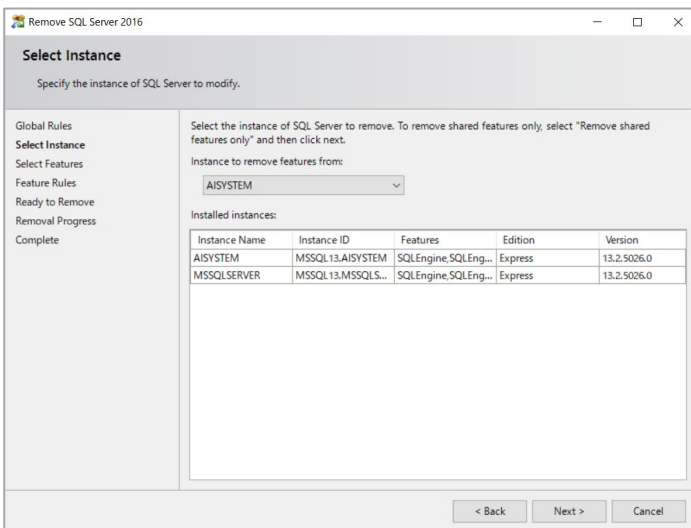 Remove SQL Server 2016
Select Instance
Specify the instance of SQL Server to modify.
Global Rules
Select Instance
Select Features
Feature Rules
Ready to Remove
Removal Progress
Complete
Select the instance of SQL Server to remove. To remove shared features only, select "Remove shared
features only" and then click next.
Instance to remove features from:
AISYSTEM
Installed instances:
Instance Name Instance ID Features Edition Version
AISYSTEM MSSQL13.AISYSTEM SQLEngine,SQLEng... Express 13.2.5026.0
MSSQLSERVER MSSQL13.MSSQLS... SQLEngine,SQLEng... Express 13.2.5026.0
< Back Next > Cancel